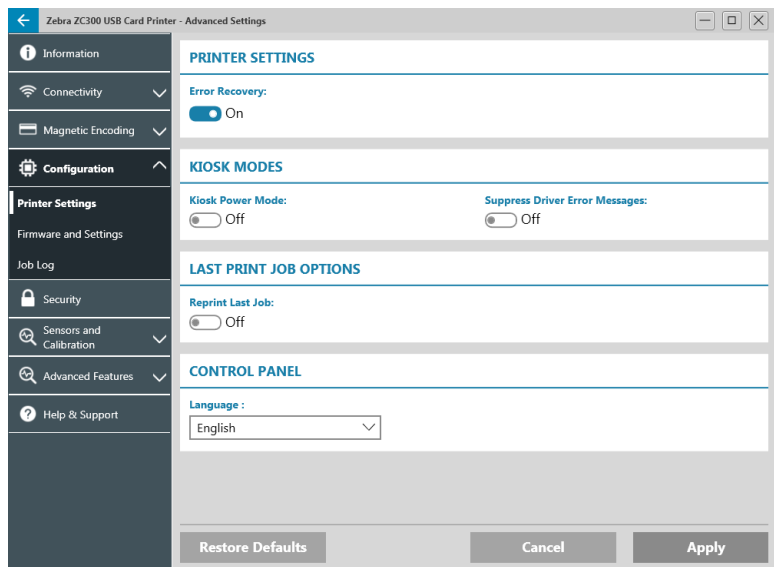 Zebra ZC300 USB Card Printer - Advanced Settings
Information
Connectivity
Magnetic Encoding
Configuration
Printer Settings
Firmware and Settings
Job Log
Security
Sensors and
Calibration
Advanced Features
Help & Support
PRINTER SETTINGS
Error Recovery:
On
KIOSK MODES
Kiosk Power Mode:
Off
Suppress Driver Error Messages:
Off
LAST PRINT JOB OPTIONS
Reprint Last Job:
Off
CONTROL PANEL
Language :
English
Restore Defaults
Cancel
Apply